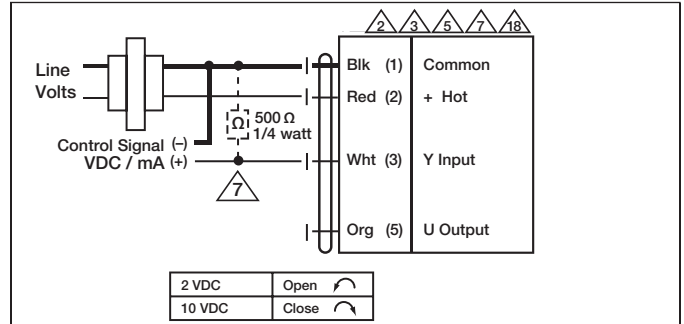 2 3 5 7 18
Line Volts
Blk (1) Common
Red (2) + Hot
Ω 500 Ω
1/4 watt
Control Signal (–)
VDC / mA (+)
Wht (3) Y Input
7
Org (5) U Output
2 VDC Open
10 VDC Close